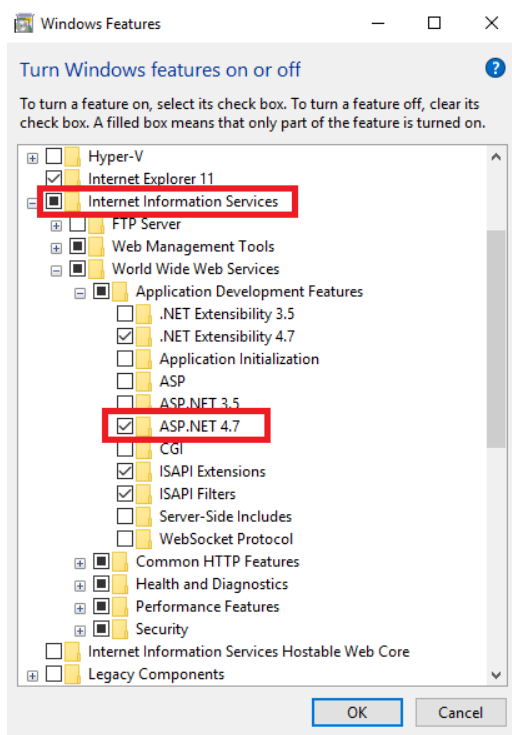 Windows Features
Turn Windows features on or off
To turn a feature on, select its check box. To turn a feature off, clear its
check box. A filled box means that only part of the feature is turned on.
Hyper-V
Internet Explorer 11
Internet Information Services
FTP Server
Web Management Tools
World Wide Web Services
Application Development Features
.NET Extensibility 3.5
.NET Extensibility 4.7
Application Initialization
ASP
ASP.NET 3.5
ASP.NET 4.7
CGI
ISAPI Extensions
ISAPI Filters
Server-Side Includes
WebSocket Protocol
Common HTTP Features
Health and Diagnostics
Performance Features
Security
Internet Information Services Hostable Web Core
Legacy Components
OK
Cancel